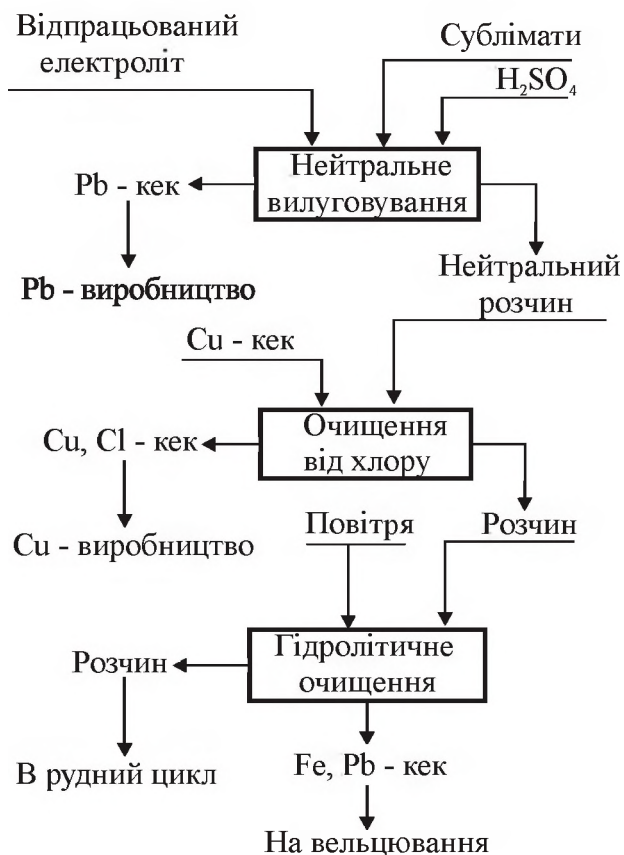 Відпрацьований
електроліт
Сублімати
H₂SO₄
Нейтральне
вилуговування
Pb - кек
Pb - виробництво
Нейтральний
розчин
Cu - кек
Очищення
від хлору
Cu, Cl - кек
Cu - виробництво
Повітря
Розчин
Гідролітичне
очищення
Розчин
В рудний цикл
Fe, Pb - кек
На вельцювання